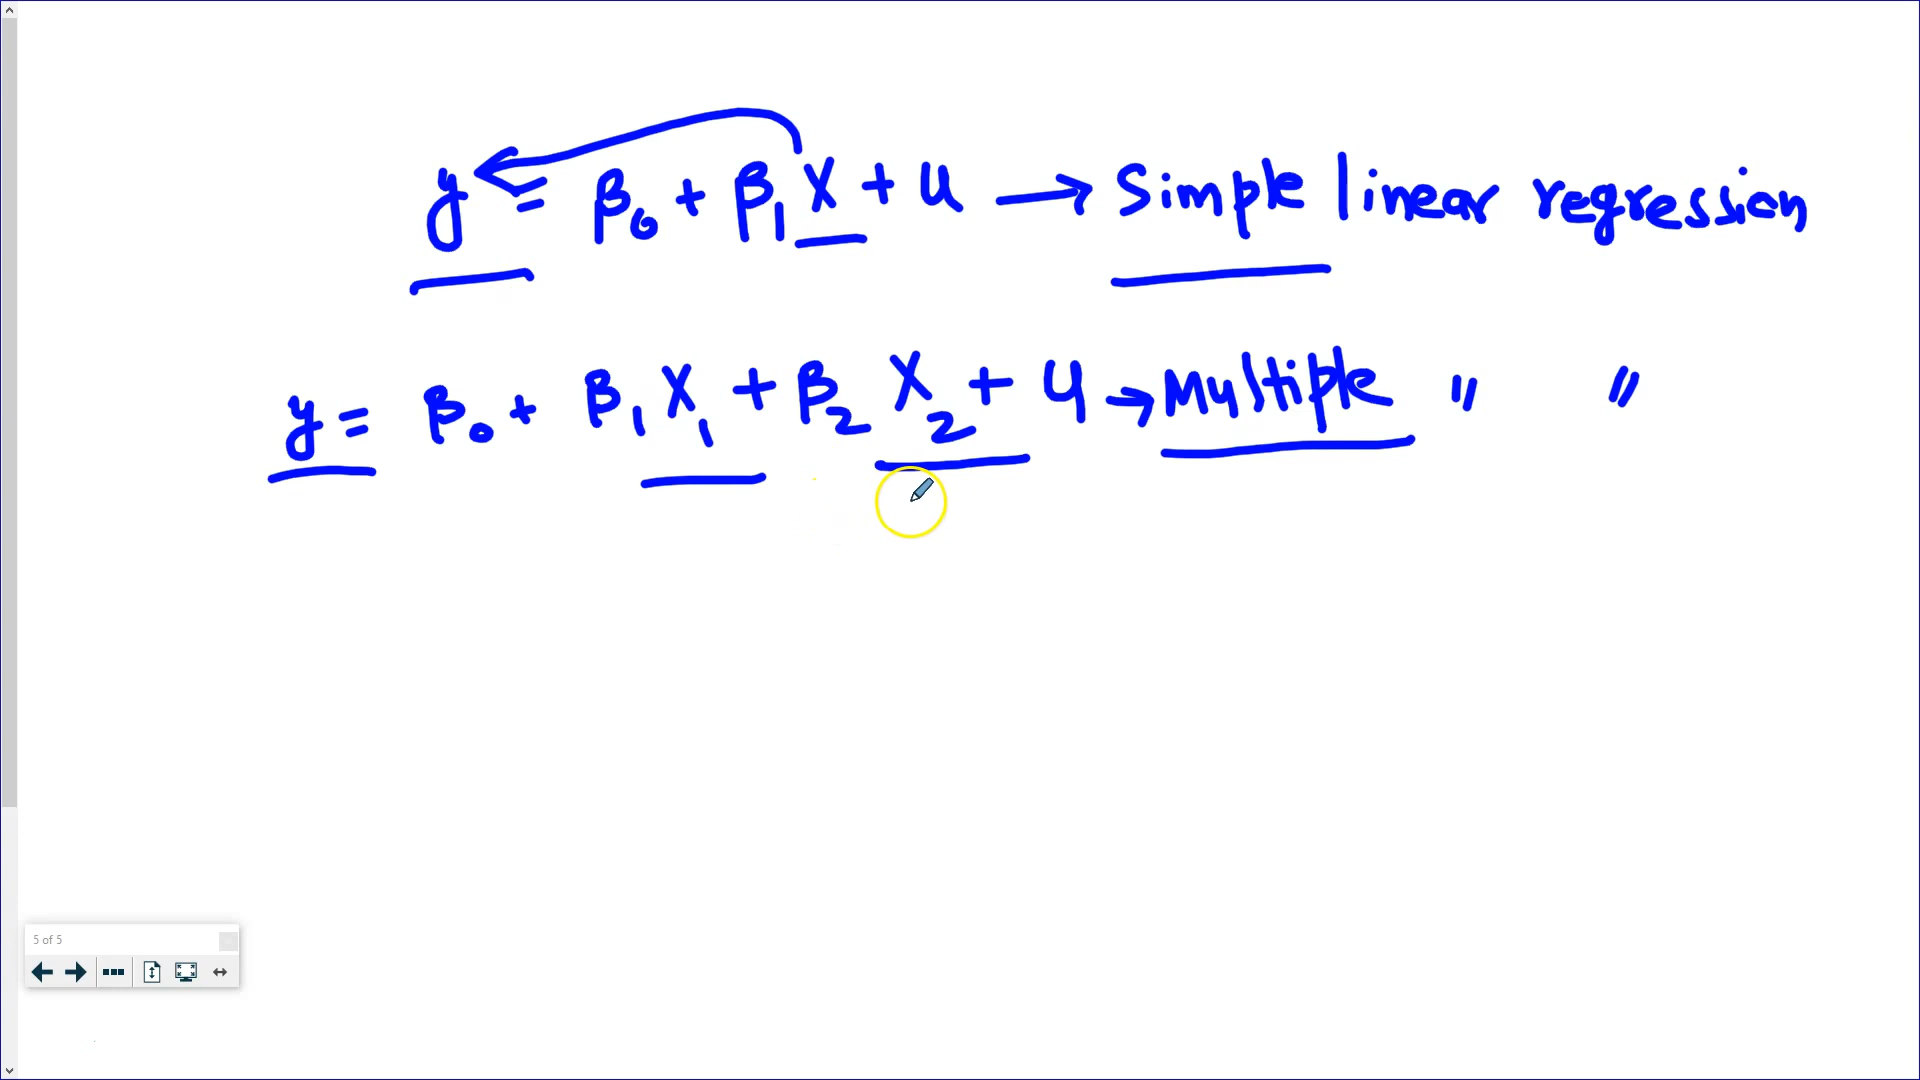 y = β₀ + β₁X + u → Simple linear regression
y = β₀ + β₁X₁ + β₂X₂ + u → Multiple " "
5 of 5